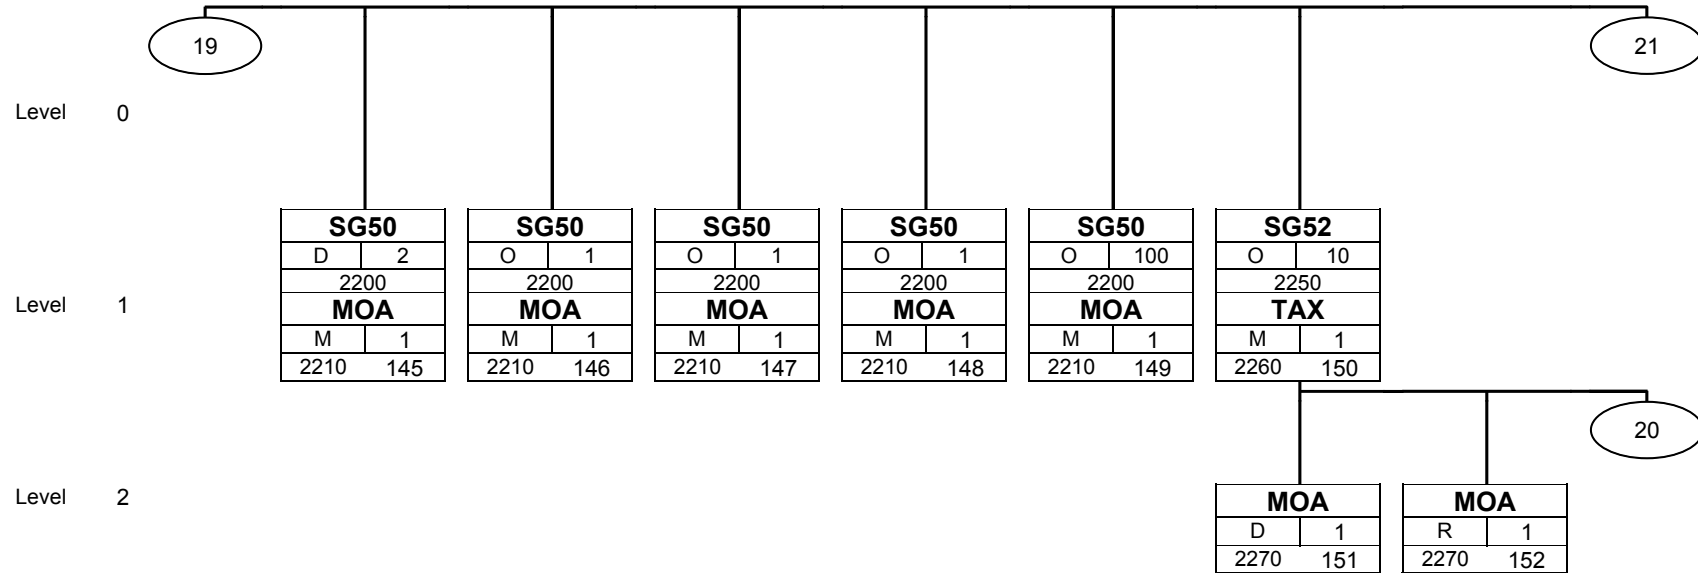 19
21
Level 0
SG50 SG50 SG50 SG50 SG50 SG52
D 2 O 1 O 1 O 1 O 100 O 10
2200 2200 2200 2200 2200 2250
Level 1 MOA MOA MOA MOA MOA TAX
M 1 M 1 M 1 M 1 M 1 M 1
2210 145 2210 146 2210 147 2210 148 2210 149 2260 150
20
Level 2
MOA MOA
D 1 R 1
2270 151 2270 152